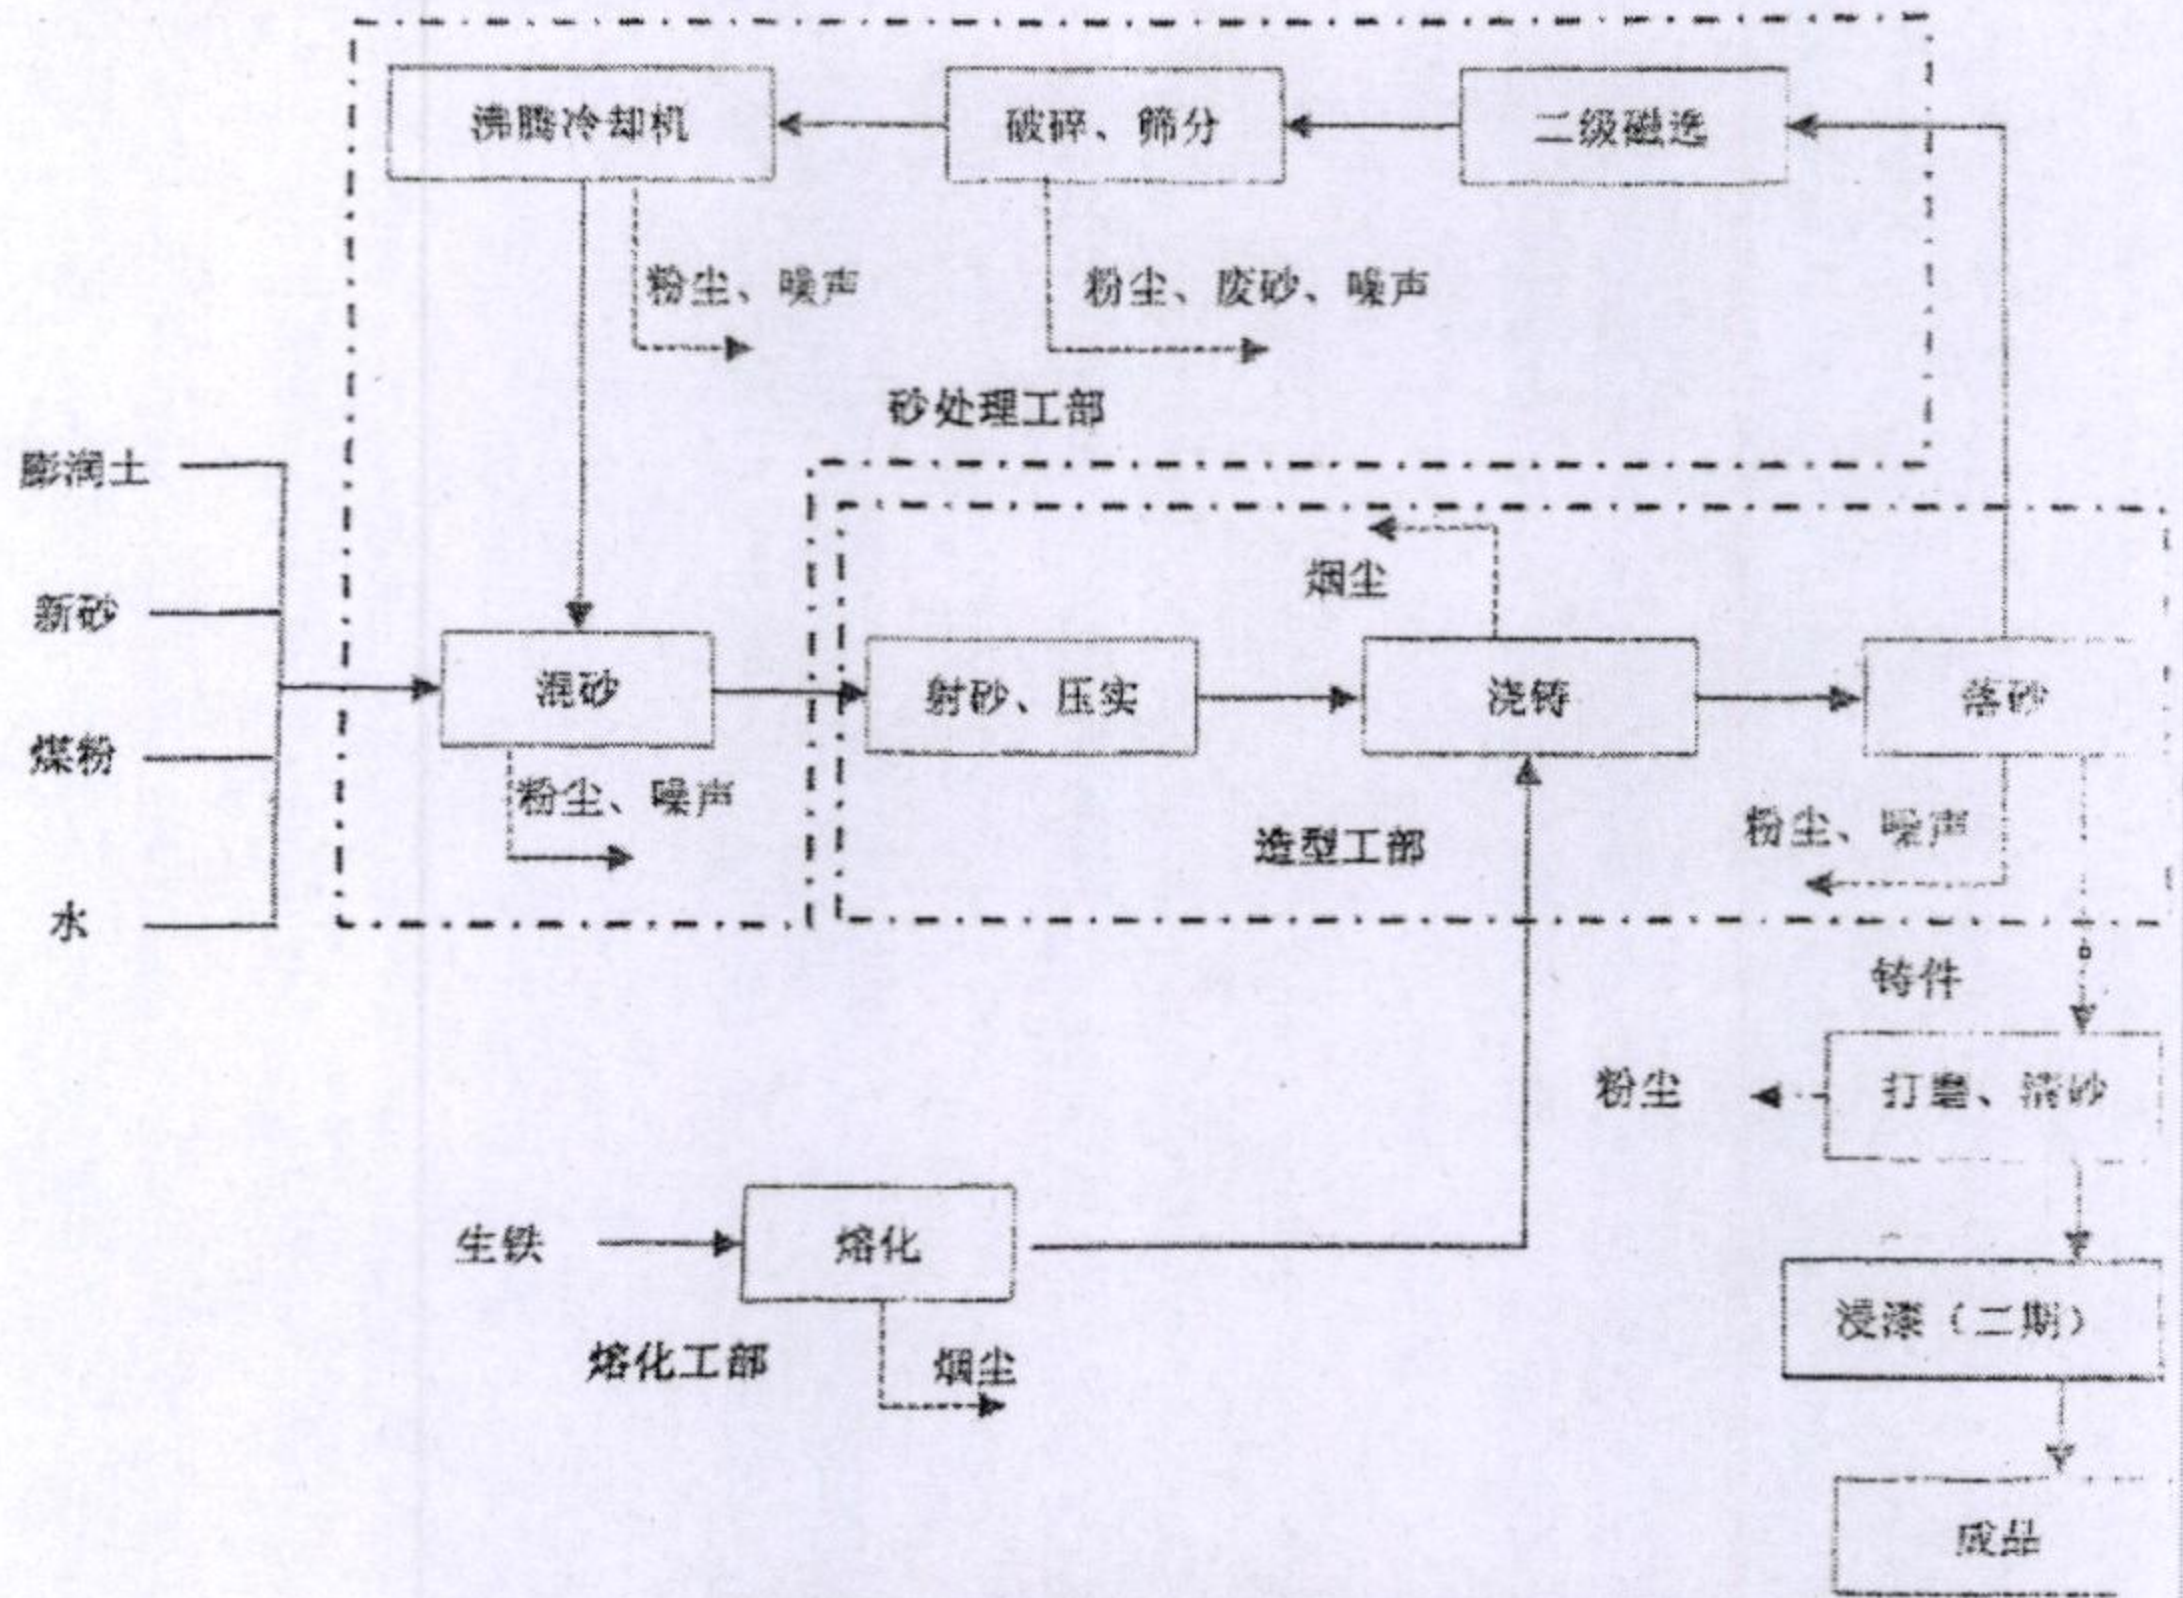 沸腾冷却机
破碎、筛分
二级磁选
粉尘、噪声
粉尘、废砂、噪声
砂处理工部
膨润土
新砂
煤粉
水
混砂
粉尘、噪声
烟尘
射砂、压实
浇铸
落砂
造型工部
粉尘、噪声
铸件
粉尘
打磨、清砂
生铁
熔化
熔化工部
烟尘
浸漆（二期）
成品